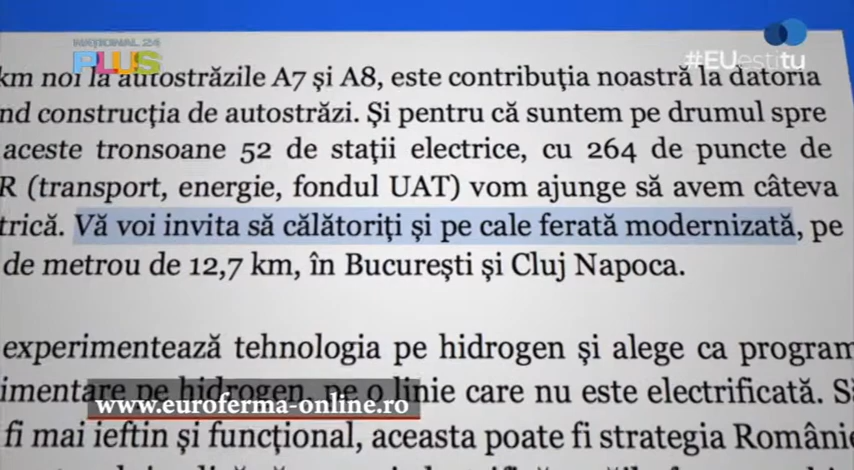 NAȚIONAL 24
PLUS
#EUestitu
km noi la autostrăzile A7 și A8, este contribuția noastră la datoria
nd construcția de autostrăzi. Și pentru că suntem pe drumul spre
aceste tronsoane 52 de stații electrice, cu 264 de puncte de
R (transport, energie, fondul UAT) vom ajunge să avem câteva
trică. Vă voi invita să călătoriți și pe cale ferată modernizată, pe
de metrou de 12,7 km, în București și Cluj Napoca.
experimentează tehnologia pe hidrogen și alege ca program
imentare pe hidrogen, pe o linie care nu este electrificată. Să
www.euroferma-online.ro
fi mai ieftin și funcțional, aceasta poate fi strategia Românie